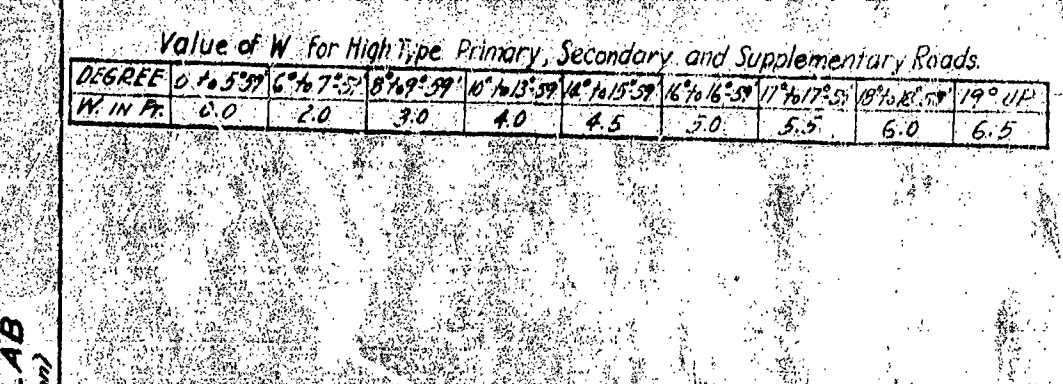 Value of W for High Type Primary, Secondary and Supplementary Roads.
DEGREE 0 to 5°59' 6° to 7°-59' 8° to 9°-59' 10° to 13°-59' 14° to 15°-59' 16° to 16°-59' 17° to 17°-59' 18° to 18°-59' 19° UP
W. IN FT. 0.0 2.0 3.0 4.0 4.5 5.0 5.5 6.0 6.5
AB